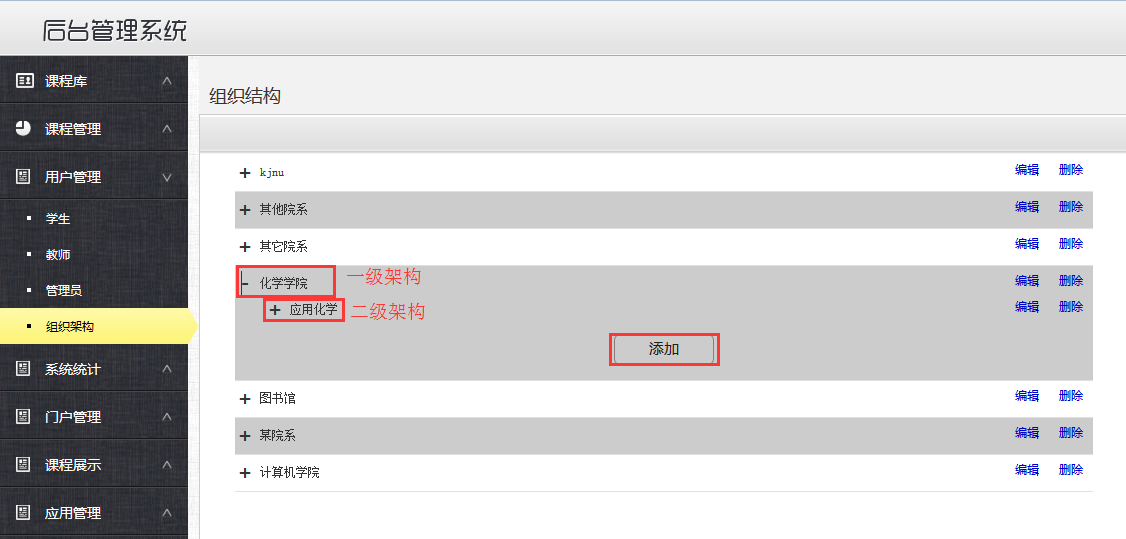 后台管理系统
课程库
课程管理
用户管理
学生
教师
管理员
组织架构
系统统计
门户管理
课程展示
应用管理
组织结构
kjnu 编辑 删除
其他院系 编辑 删除
其它院系 编辑 删除
化学学院 一级架构 编辑 删除
应用化学 二级架构 编辑 删除
添加
图书馆 编辑 删除
某院系 编辑 删除
计算机学院 编辑 删除